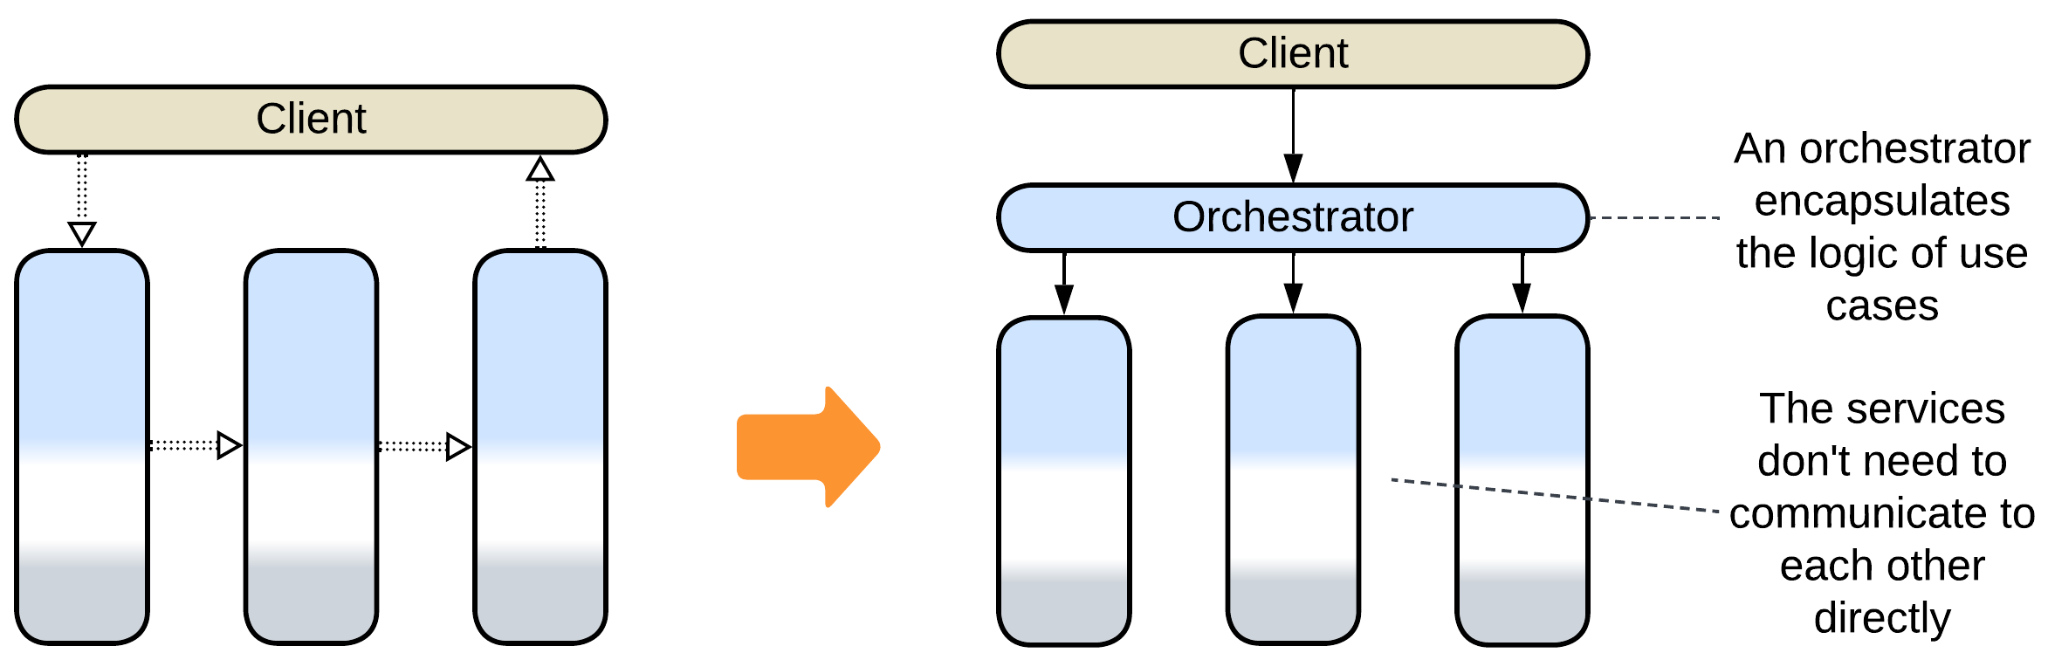 Client
Client
Orchestrator
An orchestrator
encapsulates
the logic of use
cases
The services
don't need to
communicate to
each other
directly